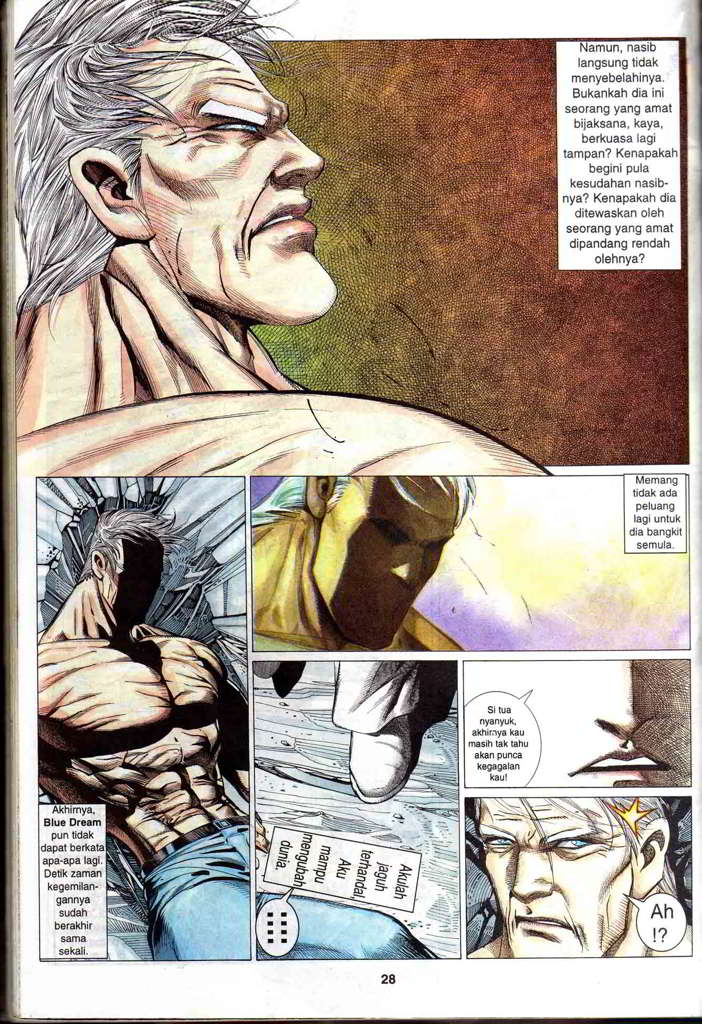 Namun, nasib
langsung tidak
menyebelahinya.
Bukankah dia ini
seorang yang amat
bijaksana, kaya,
berkuasa lagi
tampan? Kenapakah
begini pula
kesudahan nasib-
nya? Kenapakah dia
ditewaskan oleh
seorang yang amat
dipandang rendah
olehnya?
Memang
tidak ada
peluang
lagi untuk
dia bangkit
semula.
Akhirnya,
Blue Dream
pun tidak
dapat berkata
apa-apa lagi.
Detik zaman
kegemilan-
gannya
sudah
berakhir
sama
sekali.
Akulah
jaguh
terhandal,
Aku
mampu
mengubah
dunia.
Si tua
nyanyuk,
akhirnya kau
masih tak tahu
akan punca
kegagalan
kau!
Ah
!?
28